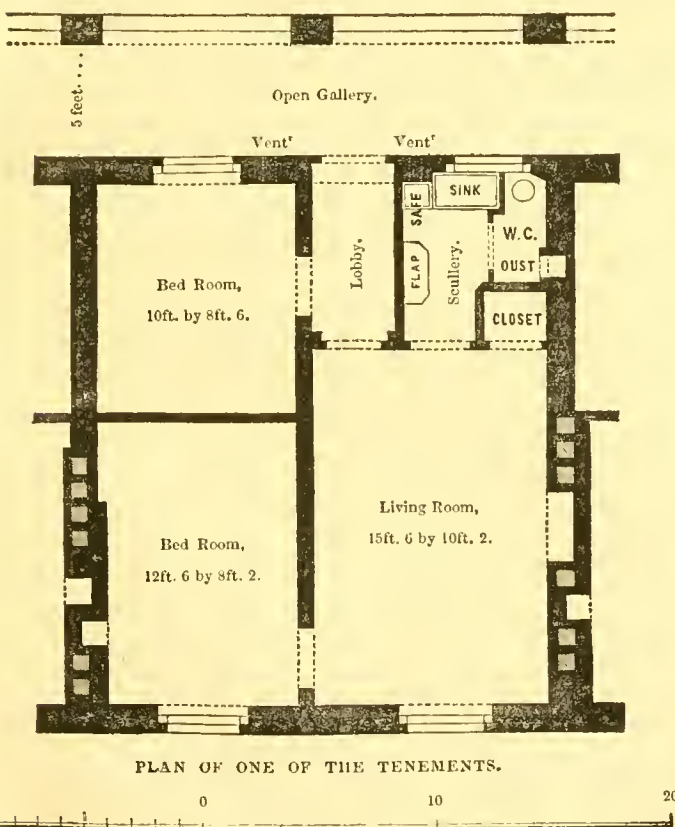 5 feet....
Open Gallery.
Ventʳ
Ventʳ
SAFE
SINK
W.C.
DUST
FLAP
Scullery.
Lobby.
CLOSET
Bed Room,
10ft. by 8ft. 6.
Living Room,
15ft. 6 by 10ft. 2.
Bed Room,
12ft. 6 by 8ft. 2.
PLAN OF ONE OF THE TENEMENTS.
0 10 20